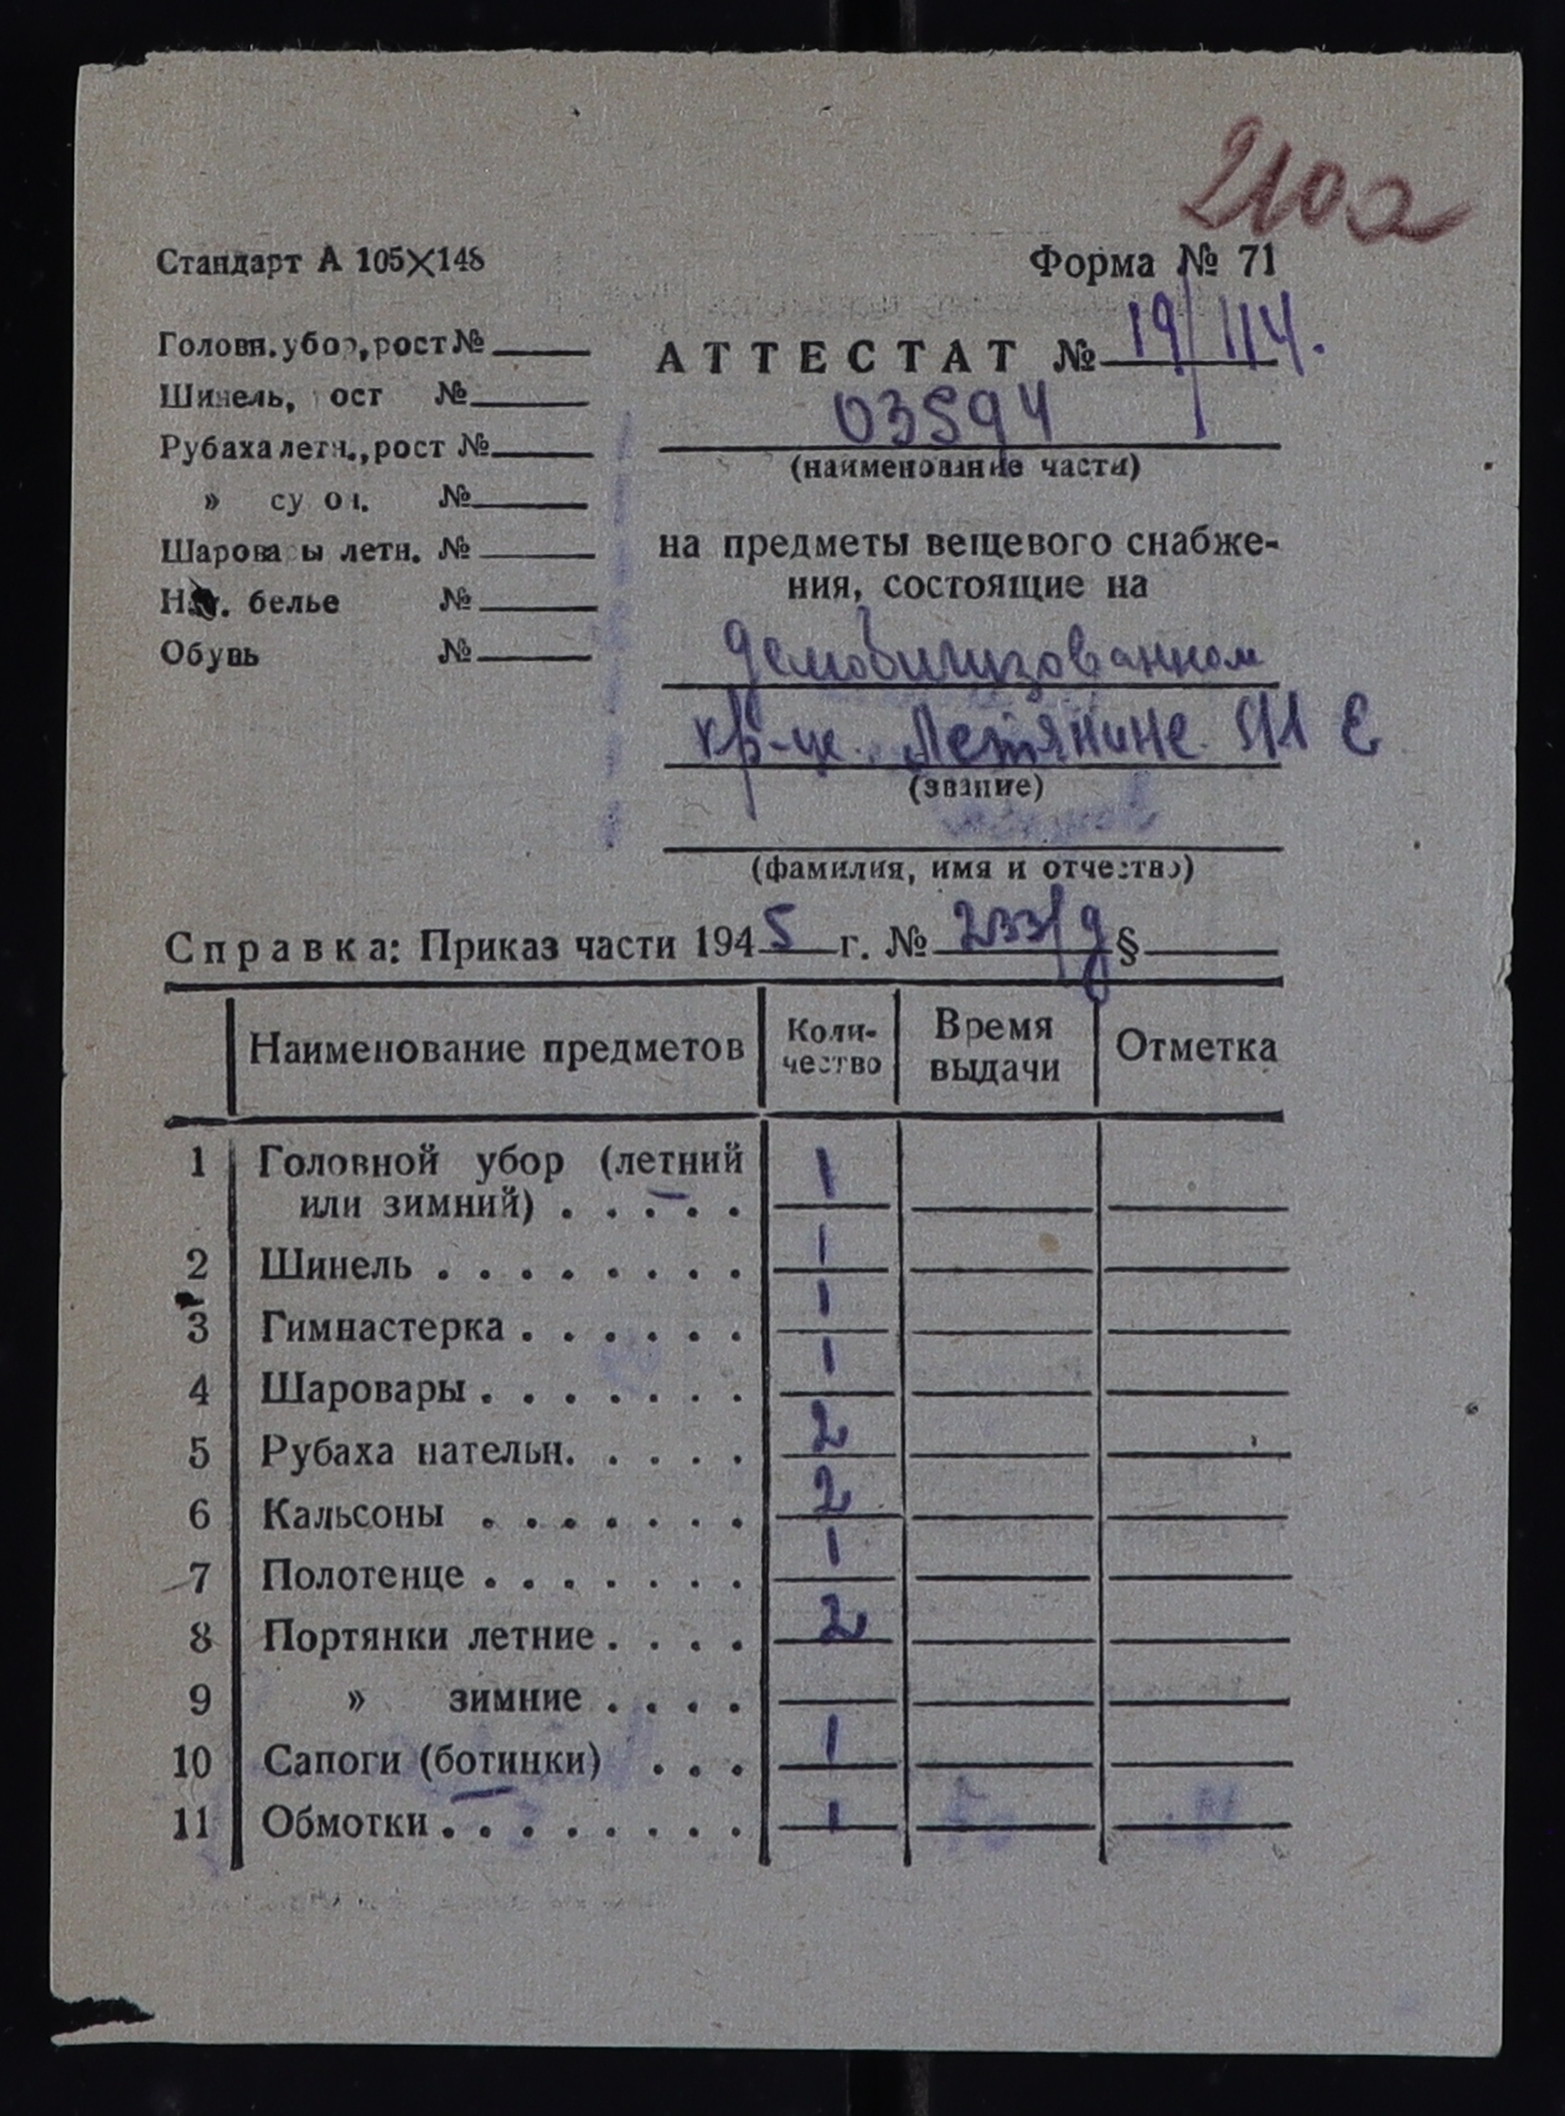 210а
Стандарт А 105×148
Форма № 71
Головн. убор, рост №
Шинель, рост №
Рубаха летн., рост №
» сукон. №
Шаровары летн. №
Нат. белье №
Обувь №
АТТЕСТАТ № 19/114.
03594
(наименование части)
на предметы вещевого снабже-
ния, состоящие на
демобилизованном
кр-це. Летянине
(звание)
(фамилия, имя и отчество)
Справка: Приказ части 1945 г. № 233/д §
Наименование предметов Коли-чество Время выдачи Отметка
1 Головной убор (летний
или зимний) . . . . . 1
2 Шинель . . . . . . . . 1
3 Гимнастерка . . . . . . 1
4 Шаровары . . . . . . . 1
5 Рубаха нательн. . . . . 2
6 Кальсоны . . . . . . . 2
7 Полотенце . . . . . . . 1
8 Портянки летние . . . . 2
9 » зимние . . . .
10 Сапоги (ботинки) . . . 1
11 Обмотки . . . . . . . . 1